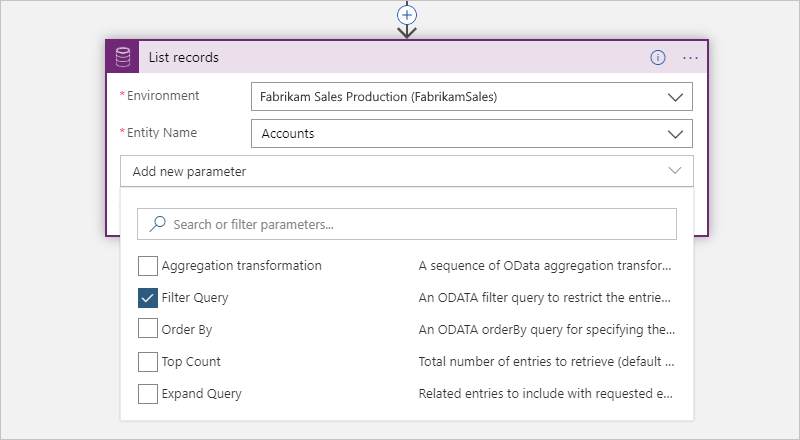 List records
* Environment Fabrikam Sales Production (FabrikamSales)
* Entity Name Accounts
Add new parameter
Search or filter parameters...
Aggregation transformation A sequence of OData aggregation transfor...
Filter Query An ODATA filter query to restrict the entrie...
Order By An ODATA orderBy query for specifying the...
Top Count Total number of entries to retrieve (default ...
Expand Query Related entries to include with requested e...